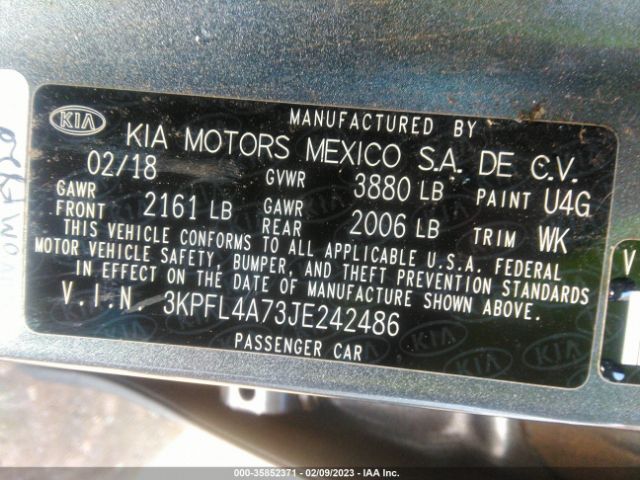 MANUFACTURED BY
KIA KIA MOTORS MEXICO S.A. DE C.V.
02/18 GVWR 3880 LB PAINT U4G
GAWR FRONT 2161 LB GAWR REAR 2006 LB TRIM WK
THIS VEHICLE CONFORMS TO ALL APPLICABLE U.S.A. FEDERAL
MOTOR VEHICLE SAFETY, BUMPER, AND THEFT PREVENTION STANDARDS
IN EFFECT ON THE DATE OF MANUFACTURE SHOWN ABOVE.
V.I.N. 3KPFL4A73JE242486
PASSENGER CAR
V
000-35852371 - 02/09/2023 - IAA Inc.